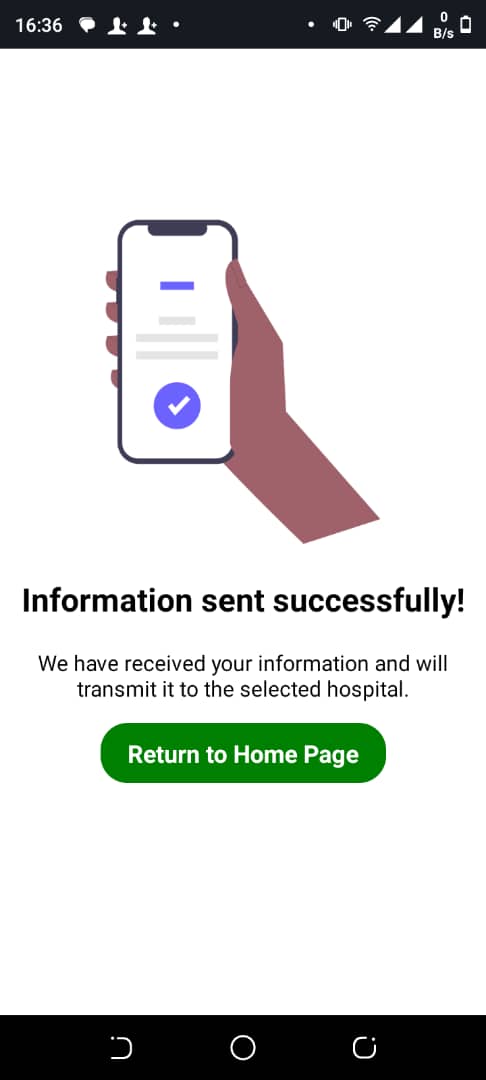 16:36
0
B/s
Information sent successfully!
We have received your information and will
transmit it to the selected hospital.
Return to Home Page